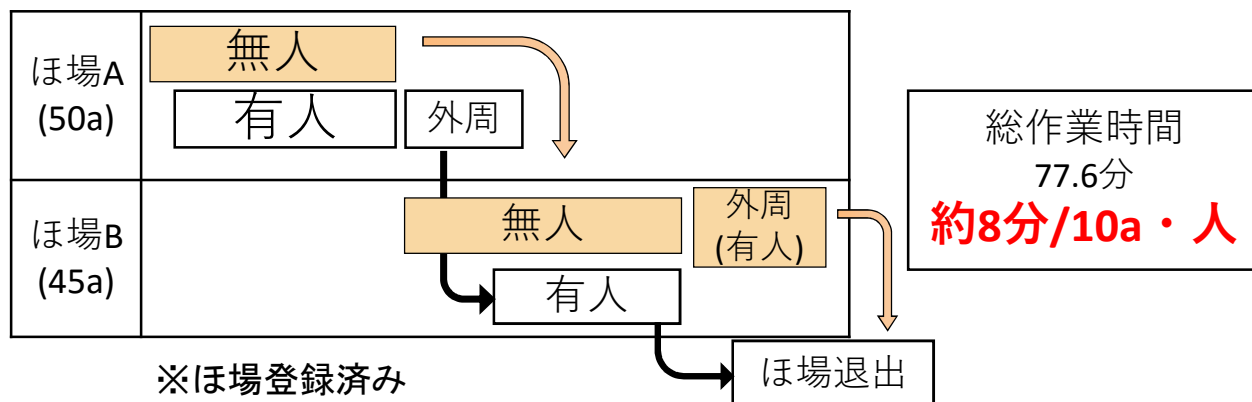 ほ場A
(50a)
無人
有人
外周
ほ場B
(45a)
無人
外周
(有人)
有人
ほ場退出
※ほ場登録済み
総作業時間
77.6分
約8分/10a・人